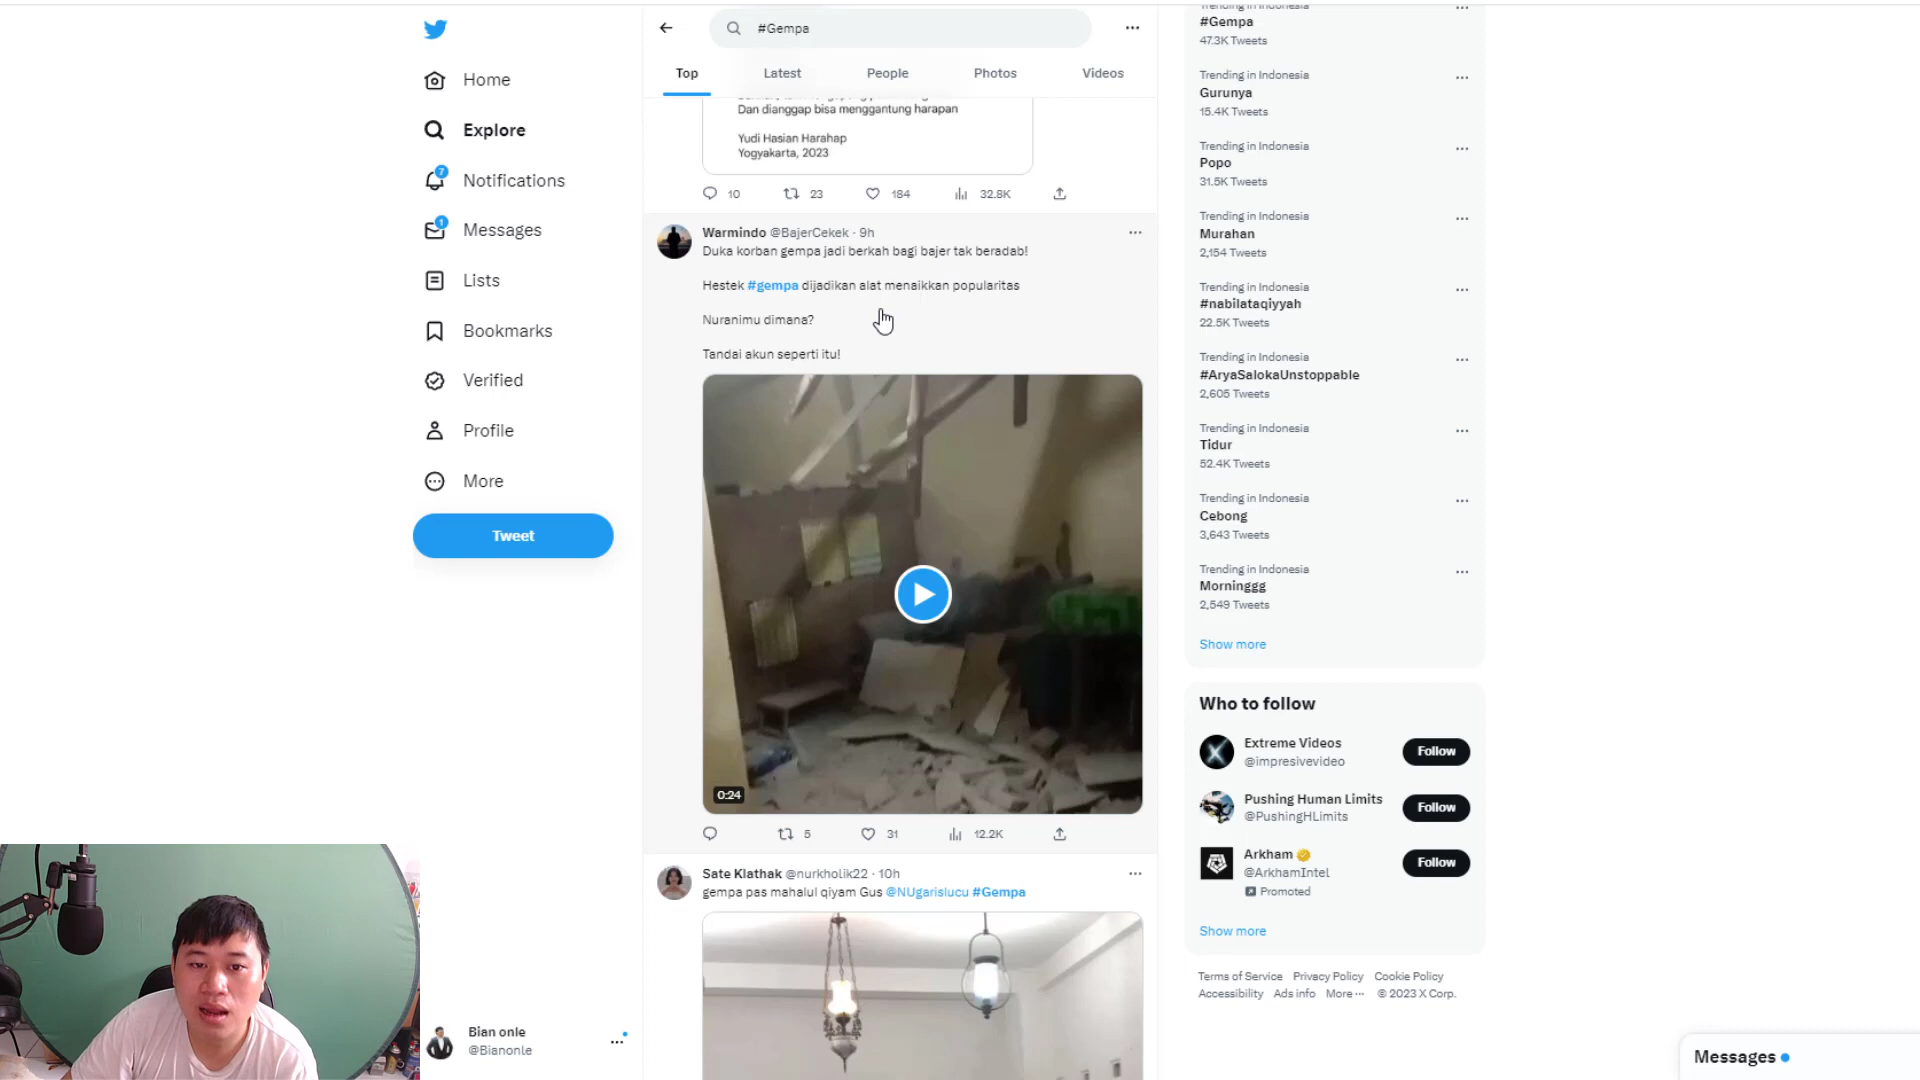 Home
Explore
7
Notifications
1
Messages
Lists
Bookmarks
Verified
Profile
More
Tweet
Bian onle
@Bianonle
#Gempa
Top
Latest
People
Photos
Videos
Dan dianggap bisa menggantung harapan
Yudi Hasian Harahap
Yogyakarta, 2023
10
23
184
32.8K
Warmindo @BajerCekek · 9h
Duka korban gempa jadi berkah bagi bajer tak beradab!
Hestek #gempa dijadikan alat menaikkan popularitas
Nuranimu dimana?
Tandai akun seperti itu!
0:24
5
31
12.2K
Sate Klathak @nurkholik22 · 10h
gempa pas mahalul qiyam Gus @NUgarislucu #Gempa
Trending in Indonesia
#Gempa
47.3K Tweets
Trending in Indonesia
Gurunya
15.4K Tweets
Trending in Indonesia
Popo
31.5K Tweets
Trending in Indonesia
Murahan
2,154 Tweets
Trending in Indonesia
#nabilataqiyyah
22.5K Tweets
Trending in Indonesia
#AryaSalokaUnstoppable
2,605 Tweets
Trending in Indonesia
Tidur
52.4K Tweets
Trending in Indonesia
Cebong
3,643 Tweets
Trending in Indonesia
Morninggg
2,549 Tweets
Show more
Who to follow
Extreme Videos
@impresivevideo
Follow
Pushing Human Limits
@PushingHLimits
Follow
Arkham
@ArkhamIntel
Promoted
Follow
Show more
Terms of Service Privacy Policy Cookie Policy
Accessibility Ads info More ··· © 2023 X Corp.
Messages